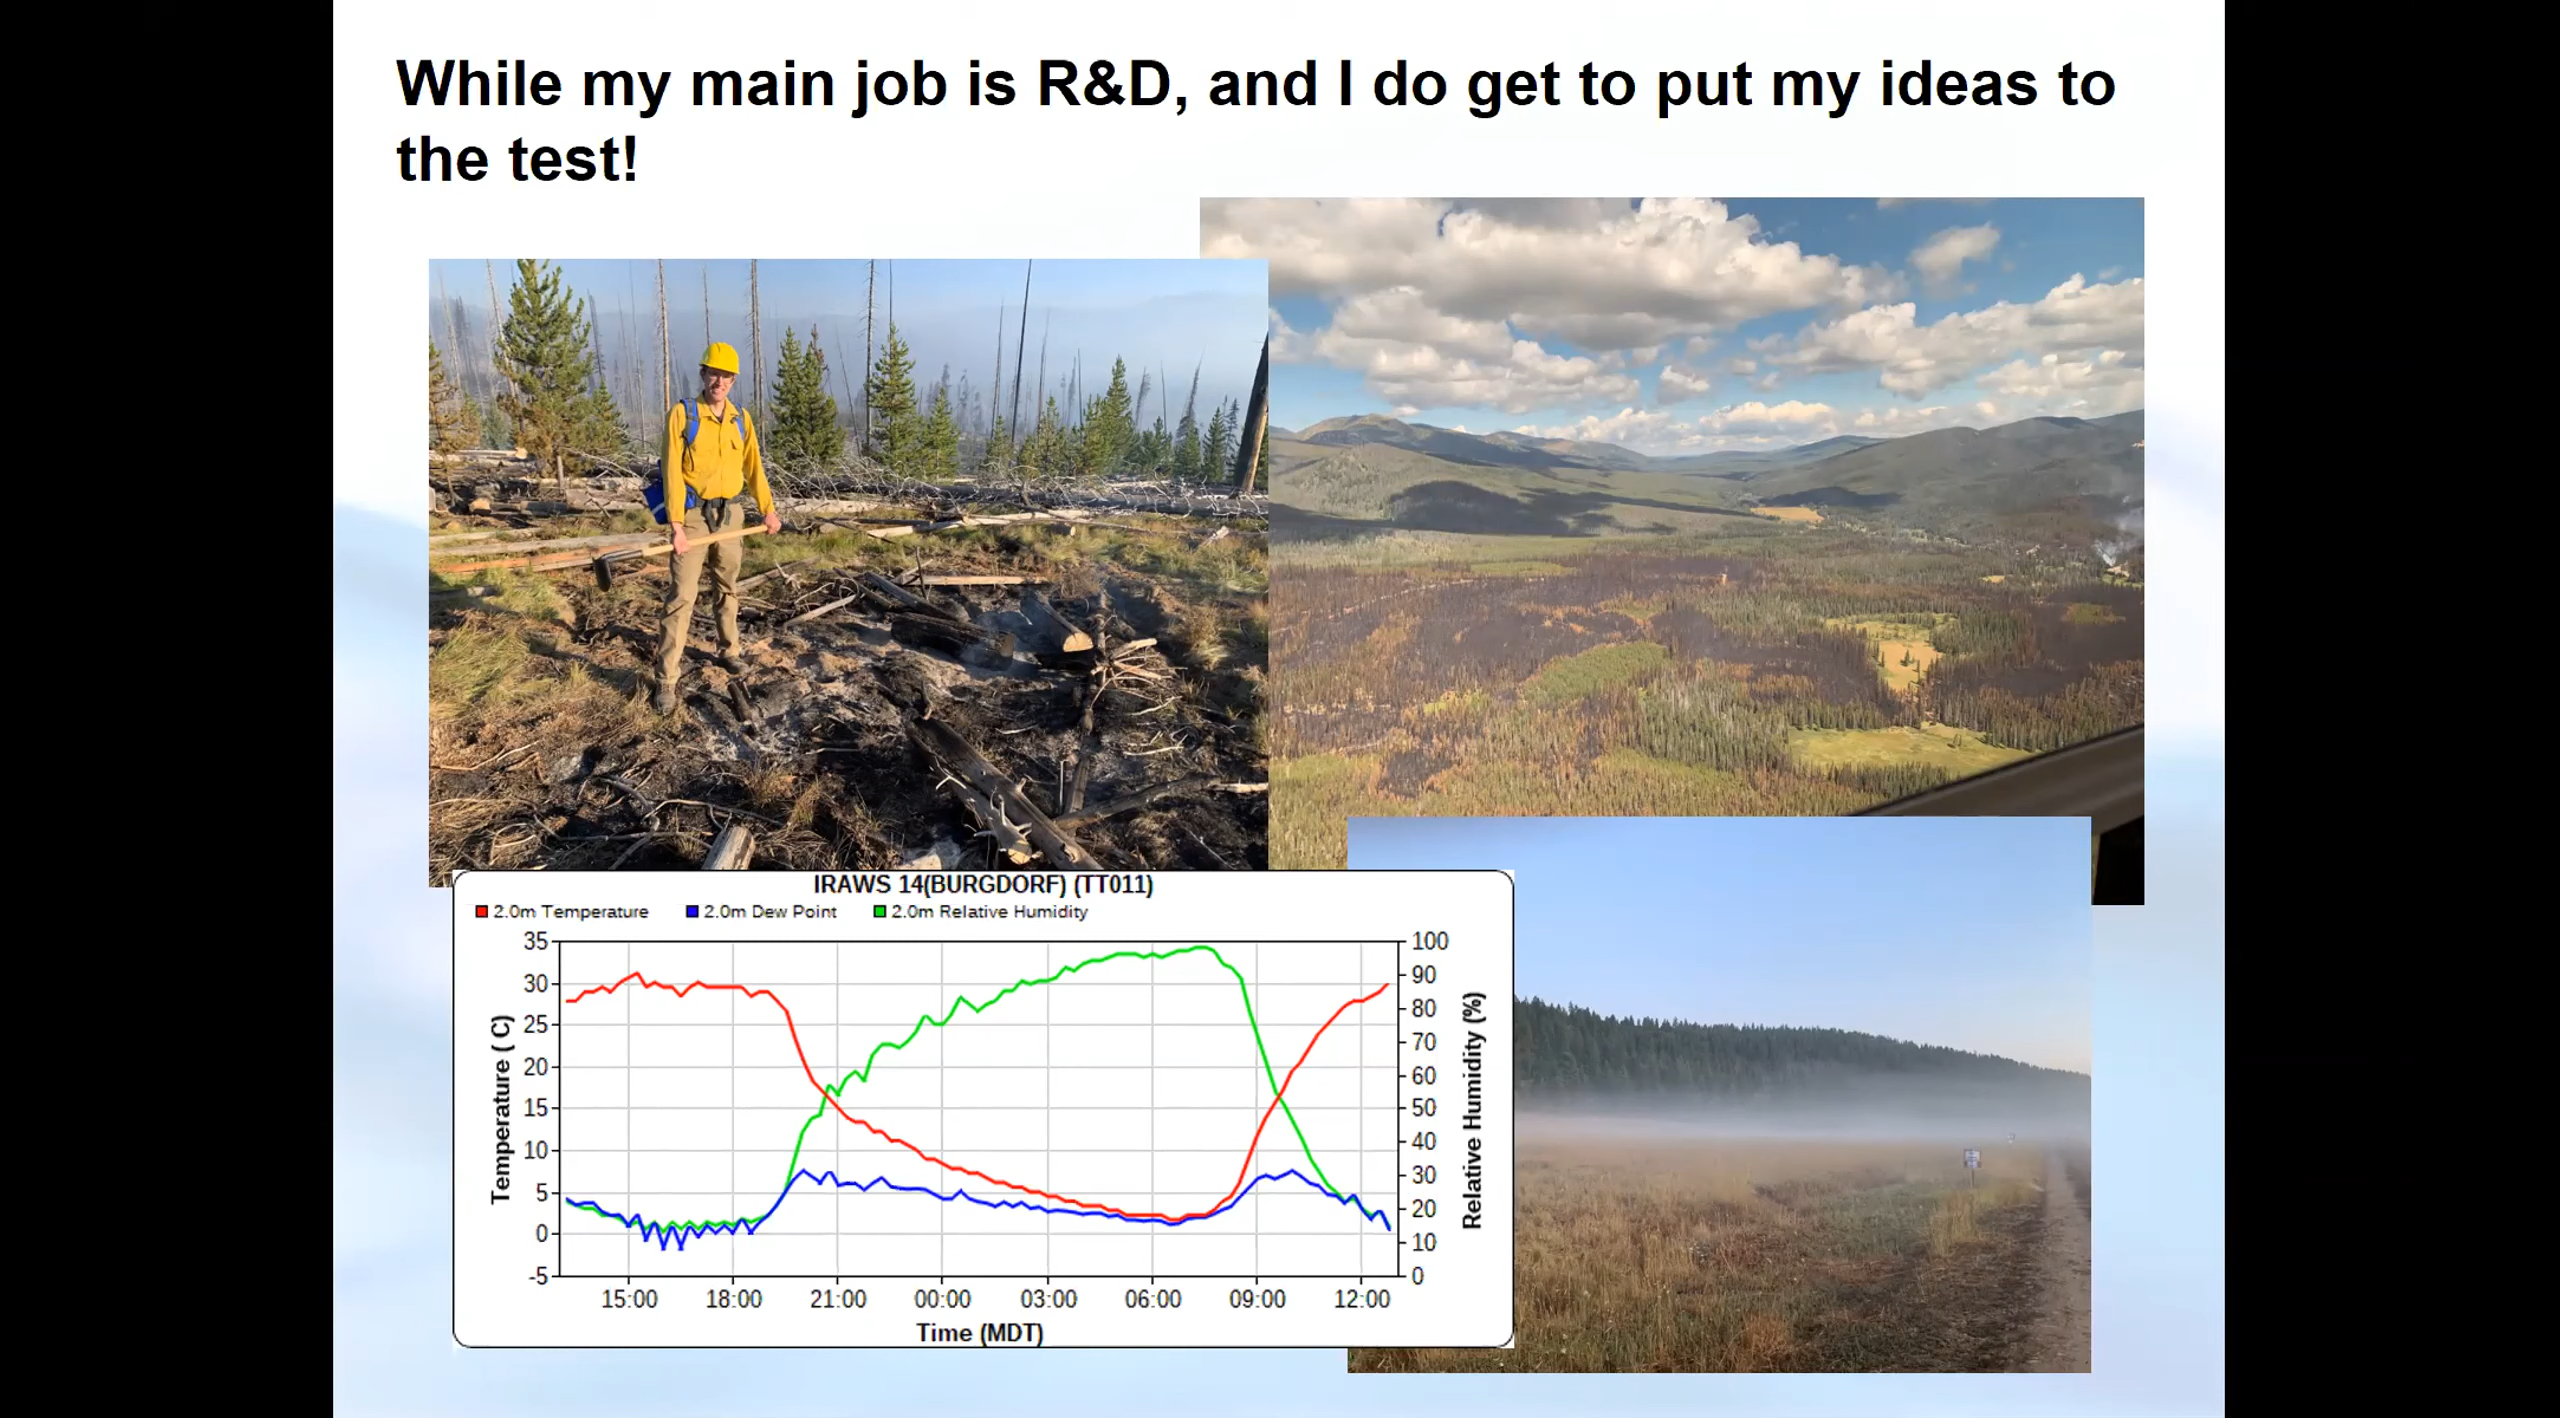 While my main job is R&D, and I do get to put my ideas to
the test!
IRAWS 14(BURGDORF) (TT011)
2.0m Temperature 2.0m Dew Point 2.0m Relative Humidity
Temperature ( C)
35
30
25
20
15
10
5
0
-5
100
90
80
70
60
50
40
30
20
10
0
Relative Humidity (%)
15:00 18:00 21:00 00:00 03:00 06:00 09:00 12:00
Time (MDT)